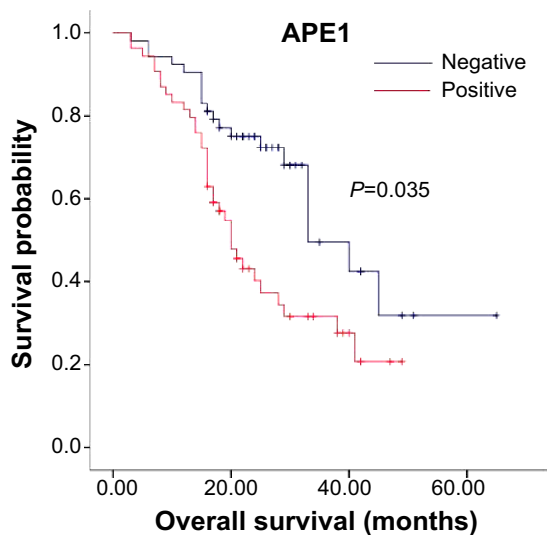 APE1
Negative
Positive
P=0.035
Survival probability
1.0
0.8
0.6
0.4
0.2
0.0
0.00 20.00 40.00 60.00
Overall survival (months)